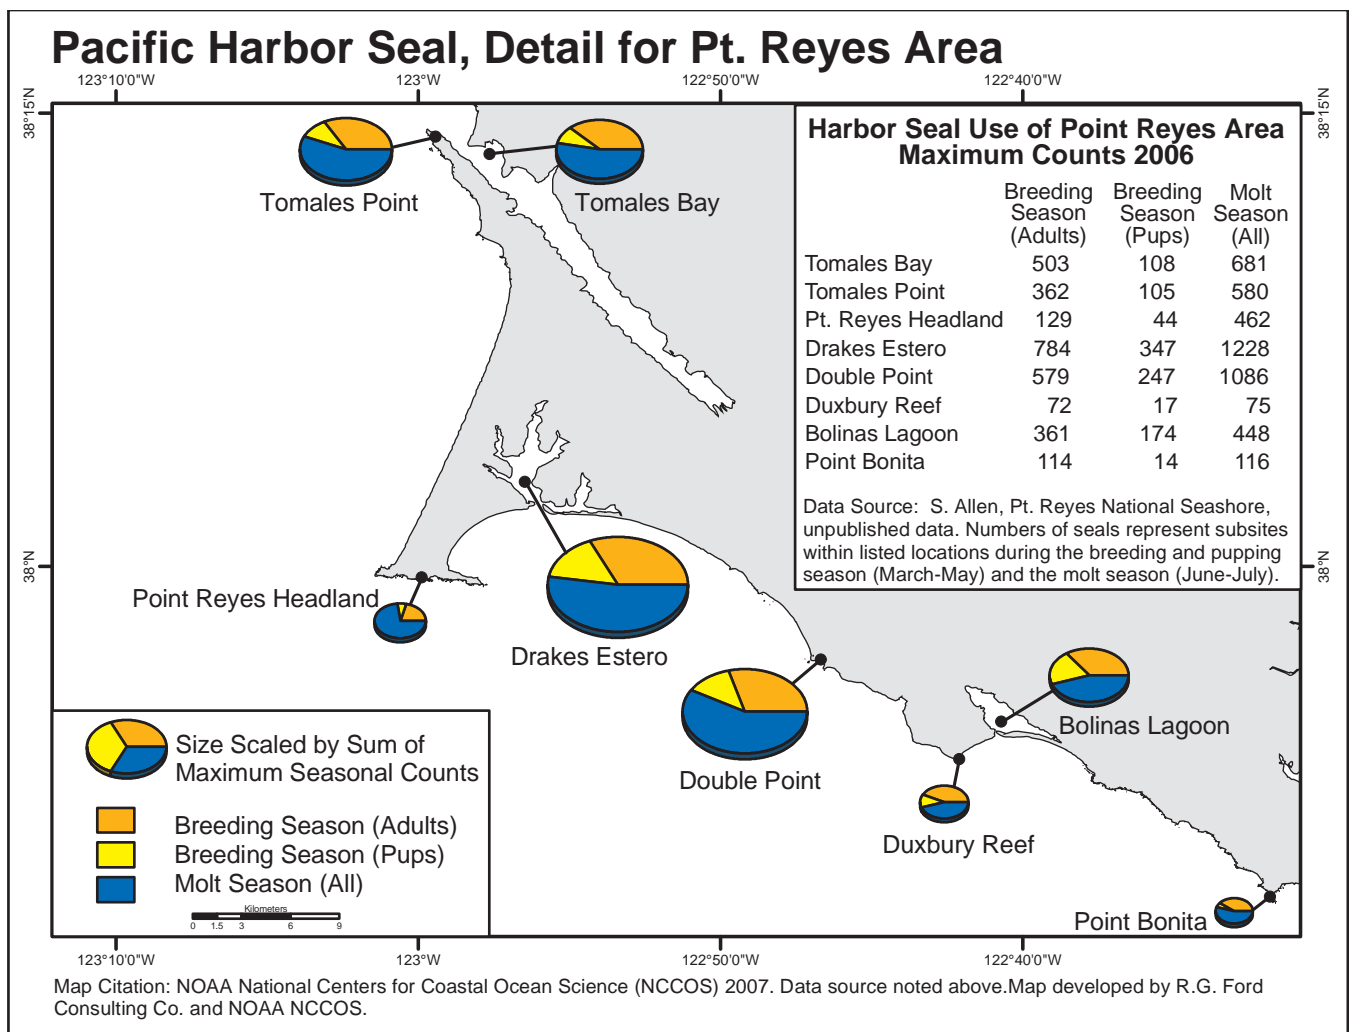 Pacific Harbor Seal, Detail for Pt. Reyes Area
123°10'0"W 123°W 122°50'0"W 122°40'0"W
38°15'N 38°15'N
Harbor Seal Use of Point Reyes Area
Maximum Counts 2006
Breeding Season (Adults) Breeding Season (Pups) Molt Season (All)
Tomales Bay 503 108 681
Tomales Point 362 105 580
Pt. Reyes Headland 129 44 462
Drakes Estero 784 347 1228
Double Point 579 247 1086
Duxbury Reef 72 17 75
Bolinas Lagoon 361 174 448
Point Bonita 114 14 116
Data Source: S. Allen, Pt. Reyes National Seashore,
unpublished data. Numbers of seals represent subsites
within listed locations during the breeding and pupping
season (March-May) and the molt season (June-July).
Tomales Point
Tomales Bay
38°N 38°N
Point Reyes Headland
Drakes Estero
Double Point
Bolinas Lagoon
Duxbury Reef
Point Bonita
Size Scaled by Sum of
Maximum Seasonal Counts
Breeding Season (Adults)
Breeding Season (Pups)
Molt Season (All)
Kilometers
0 1.5 3 6 9
123°10'0"W 123°W 122°50'0"W 122°40'0"W
Map Citation: NOAA National Centers for Coastal Ocean Science (NCCOS) 2007. Data source noted above.Map developed by R.G. Ford
Consulting Co. and NOAA NCCOS.